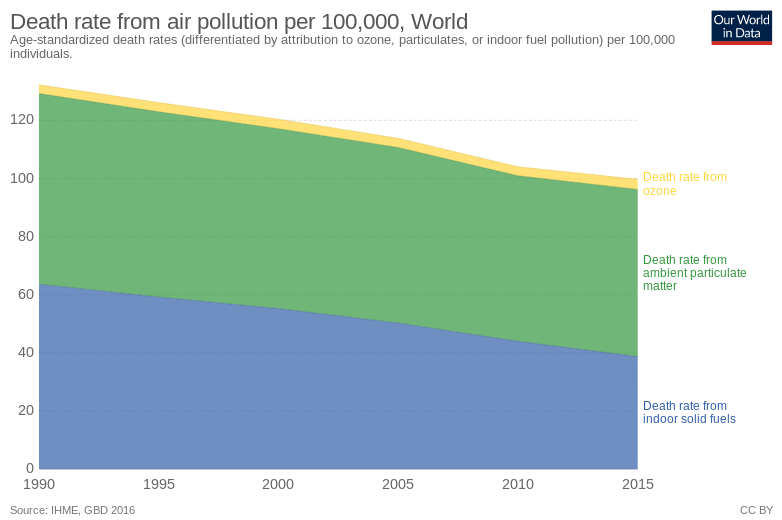 Death rate from air pollution per 100,000, World
Age-standardized death rates (differentiated by attribution to ozone, particulates, or indoor fuel pollution) per 100,000
individuals.
Our World
in Data
120
100
80
60
40
20
0
Death rate from
ozone
Death rate from
ambient particulate
matter
Death rate from
indoor solid fuels
1990 1995 2000 2005 2010 2015
Source: IHME, GBD 2016
CC BY